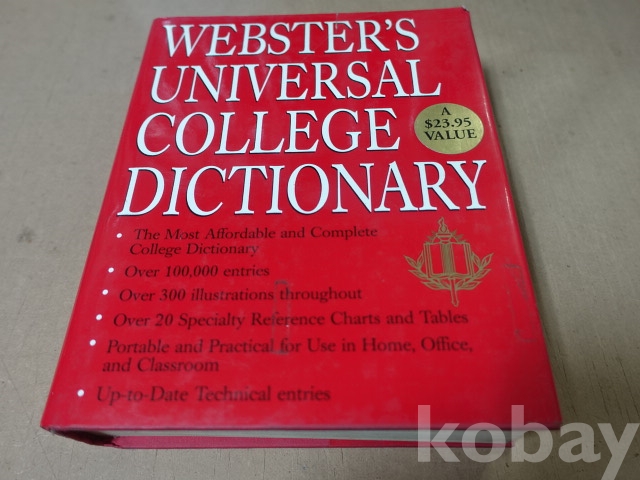 WEBSTER'S
UNIVERSAL
COLLEGE
DICTIONARY
A
$23.95
VALUE
• The Most Affordable and Complete
College Dictionary
• Over 100,000 entries
• Over 300 illustrations throughout
• Over 20 Specialty Reference Charts and Tables
• Portable and Practical for Use in Home, Office,
and Classroom
• Up-to-Date Technical entries
kobay